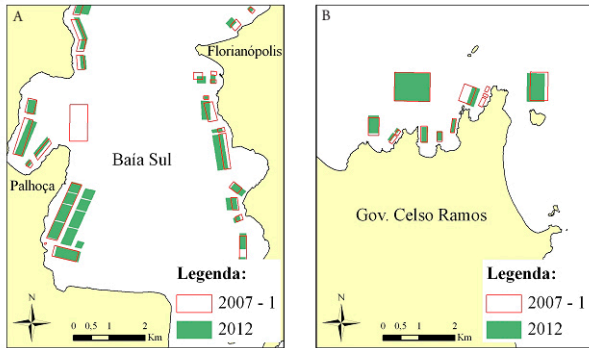 A
Florianópolis
Baía Sul
Palhoça
Legenda:
2007 - 1
2012
N
0 0,5 1 2
Km
B
Gov. Celso Ramos
Legenda:
2007 - 1
2012
N
0 0,5 1 2
Km